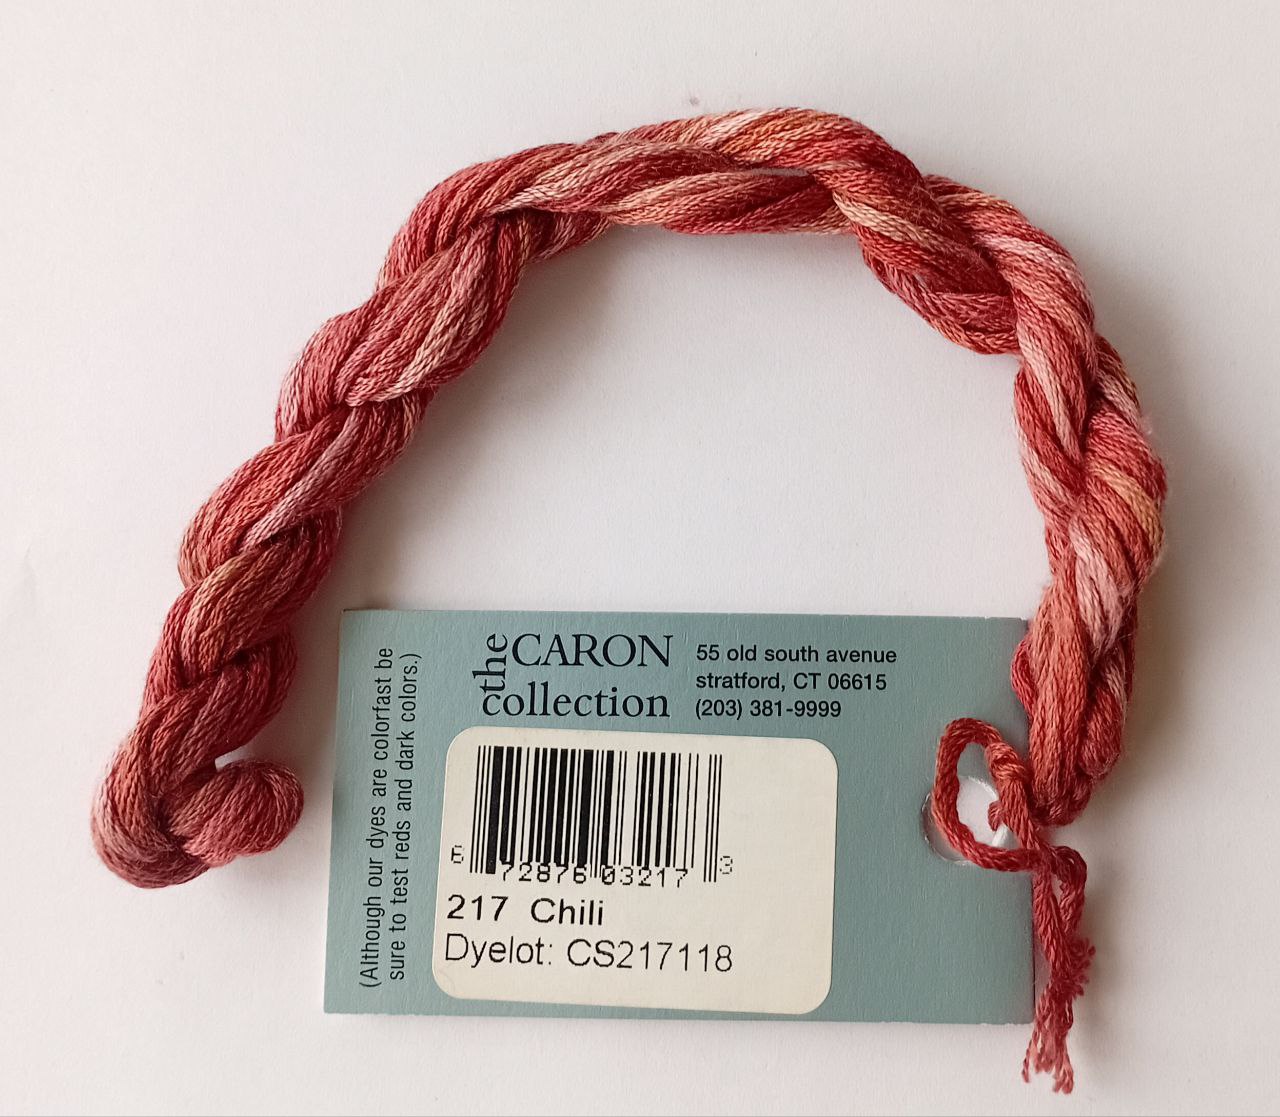 the CARON
collection
55 old south avenue
stratford, CT 06615
(203) 381-9999
(Although our dyes are colorfast be
sure to test reds and dark colors.)
6 72876 03217 3
217 Chili
Dyelot: CS217118